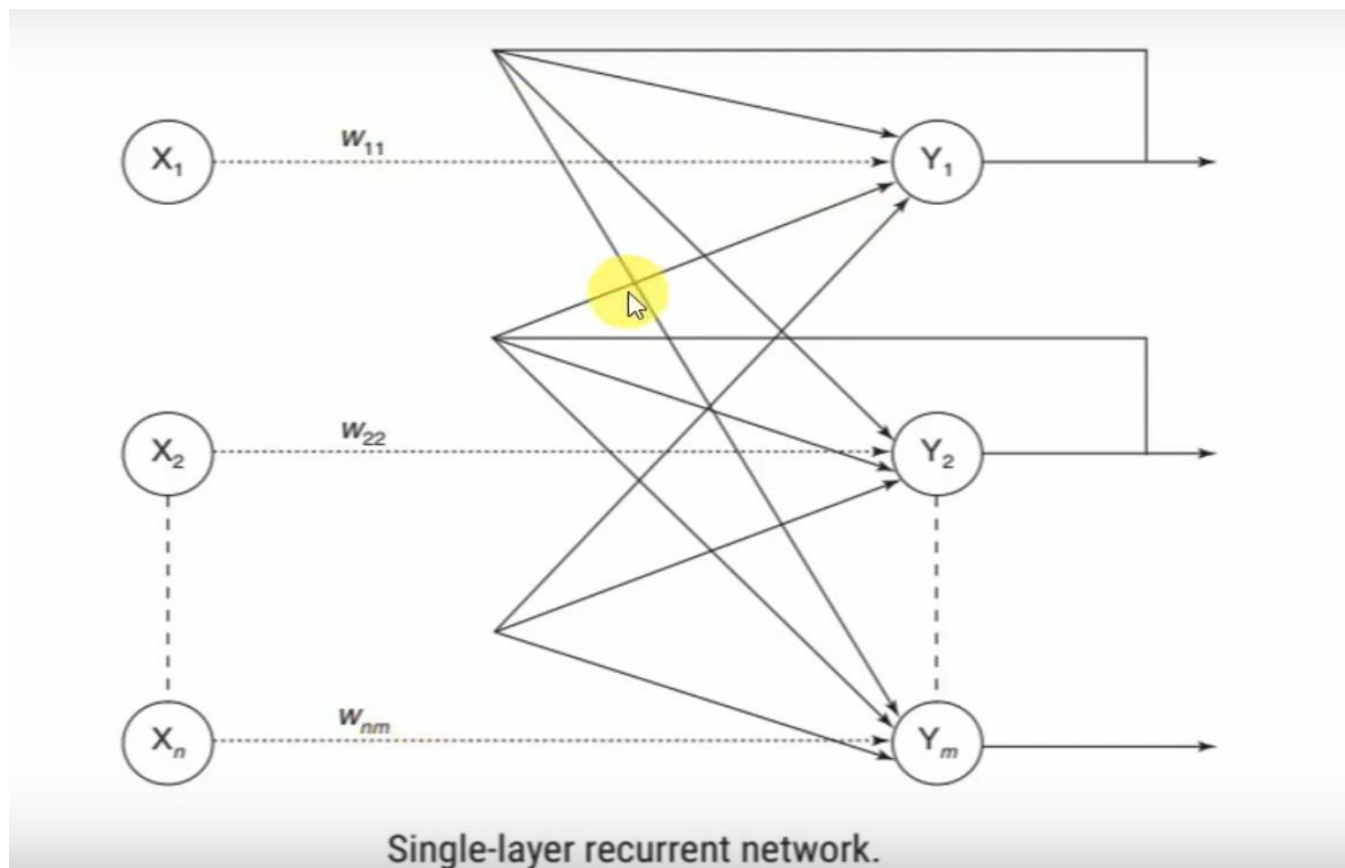 w₁₁
X₁ Y₁
w₂₂
X₂ Y₂
wₙₘ
Xₙ Yₘ
Single-layer recurrent network.